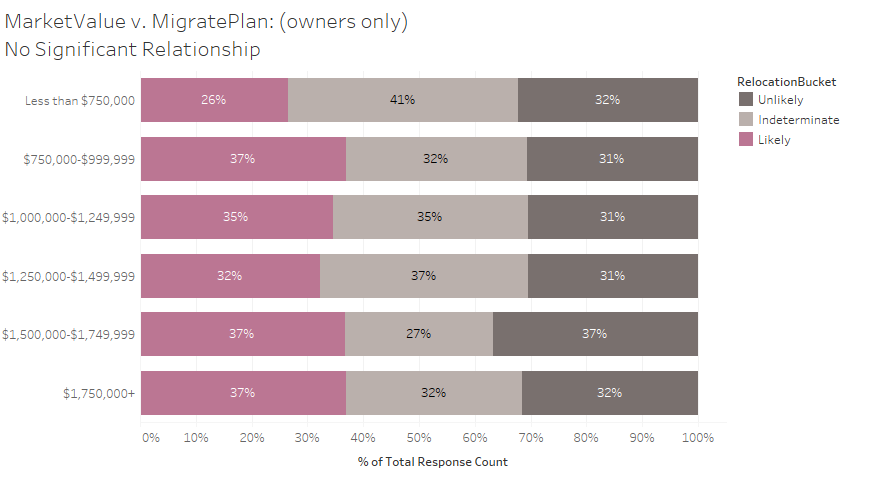 MarketValue v. MigratePlan: (owners only)
No Significant Relationship
RelocationBucket
Unlikely
Indeterminate
Likely
Less than $750,000 26% 41% 32%
$750,000-$999,999 37% 32% 31%
$1,000,000-$1,249,999 35% 35% 31%
$1,250,000-$1,499,999 32% 37% 31%
$1,500,000-$1,749,999 37% 27% 37%
$1,750,000+ 37% 32% 32%
0% 10% 20% 30% 40% 50% 60% 70% 80% 90% 100%
% of Total Response Count